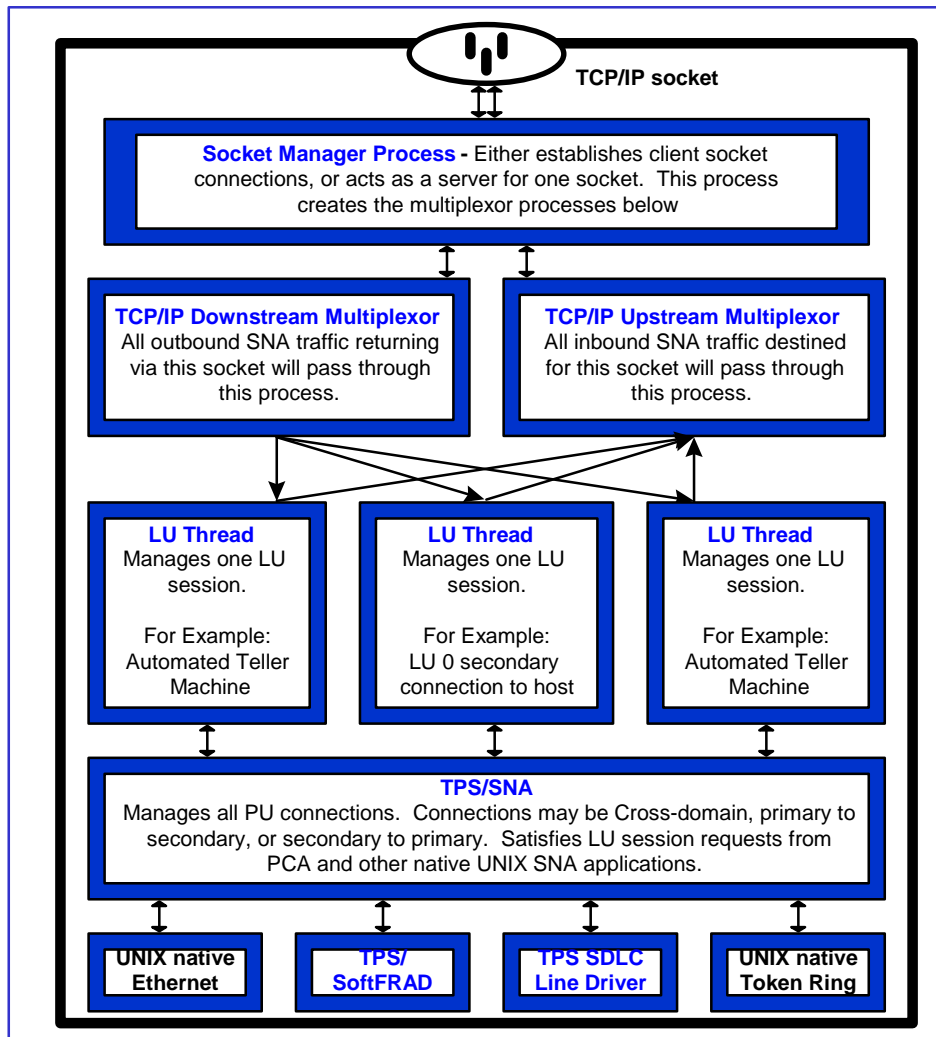 TCP/IP socket
Socket Manager Process - Either establishes client socket
connections, or acts as a server for one socket. This process
creates the multiplexor processes below
TCP/IP Downstream Multiplexor
All outbound SNA traffic returning
via this socket will pass through
this process.
TCP/IP Upstream Multiplexor
All inbound SNA traffic destined
for this socket will pass through
this process.
LU Thread
Manages one LU
session.
For Example:
Automated Teller
Machine
LU Thread
Manages one LU
session.
For Example:
LU 0 secondary
connection to host
LU Thread
Manages one LU
session.
For Example:
Automated Teller
Machine
TPS/SNA
Manages all PU connections. Connections may be Cross-domain, primary to
secondary, or secondary to primary. Satisfies LU session requests from
PCA and other native UNIX SNA applications.
UNIX native
Ethernet
TPS/
SoftFRAD
TPS SDLC
Line Driver
UNIX native
Token Ring